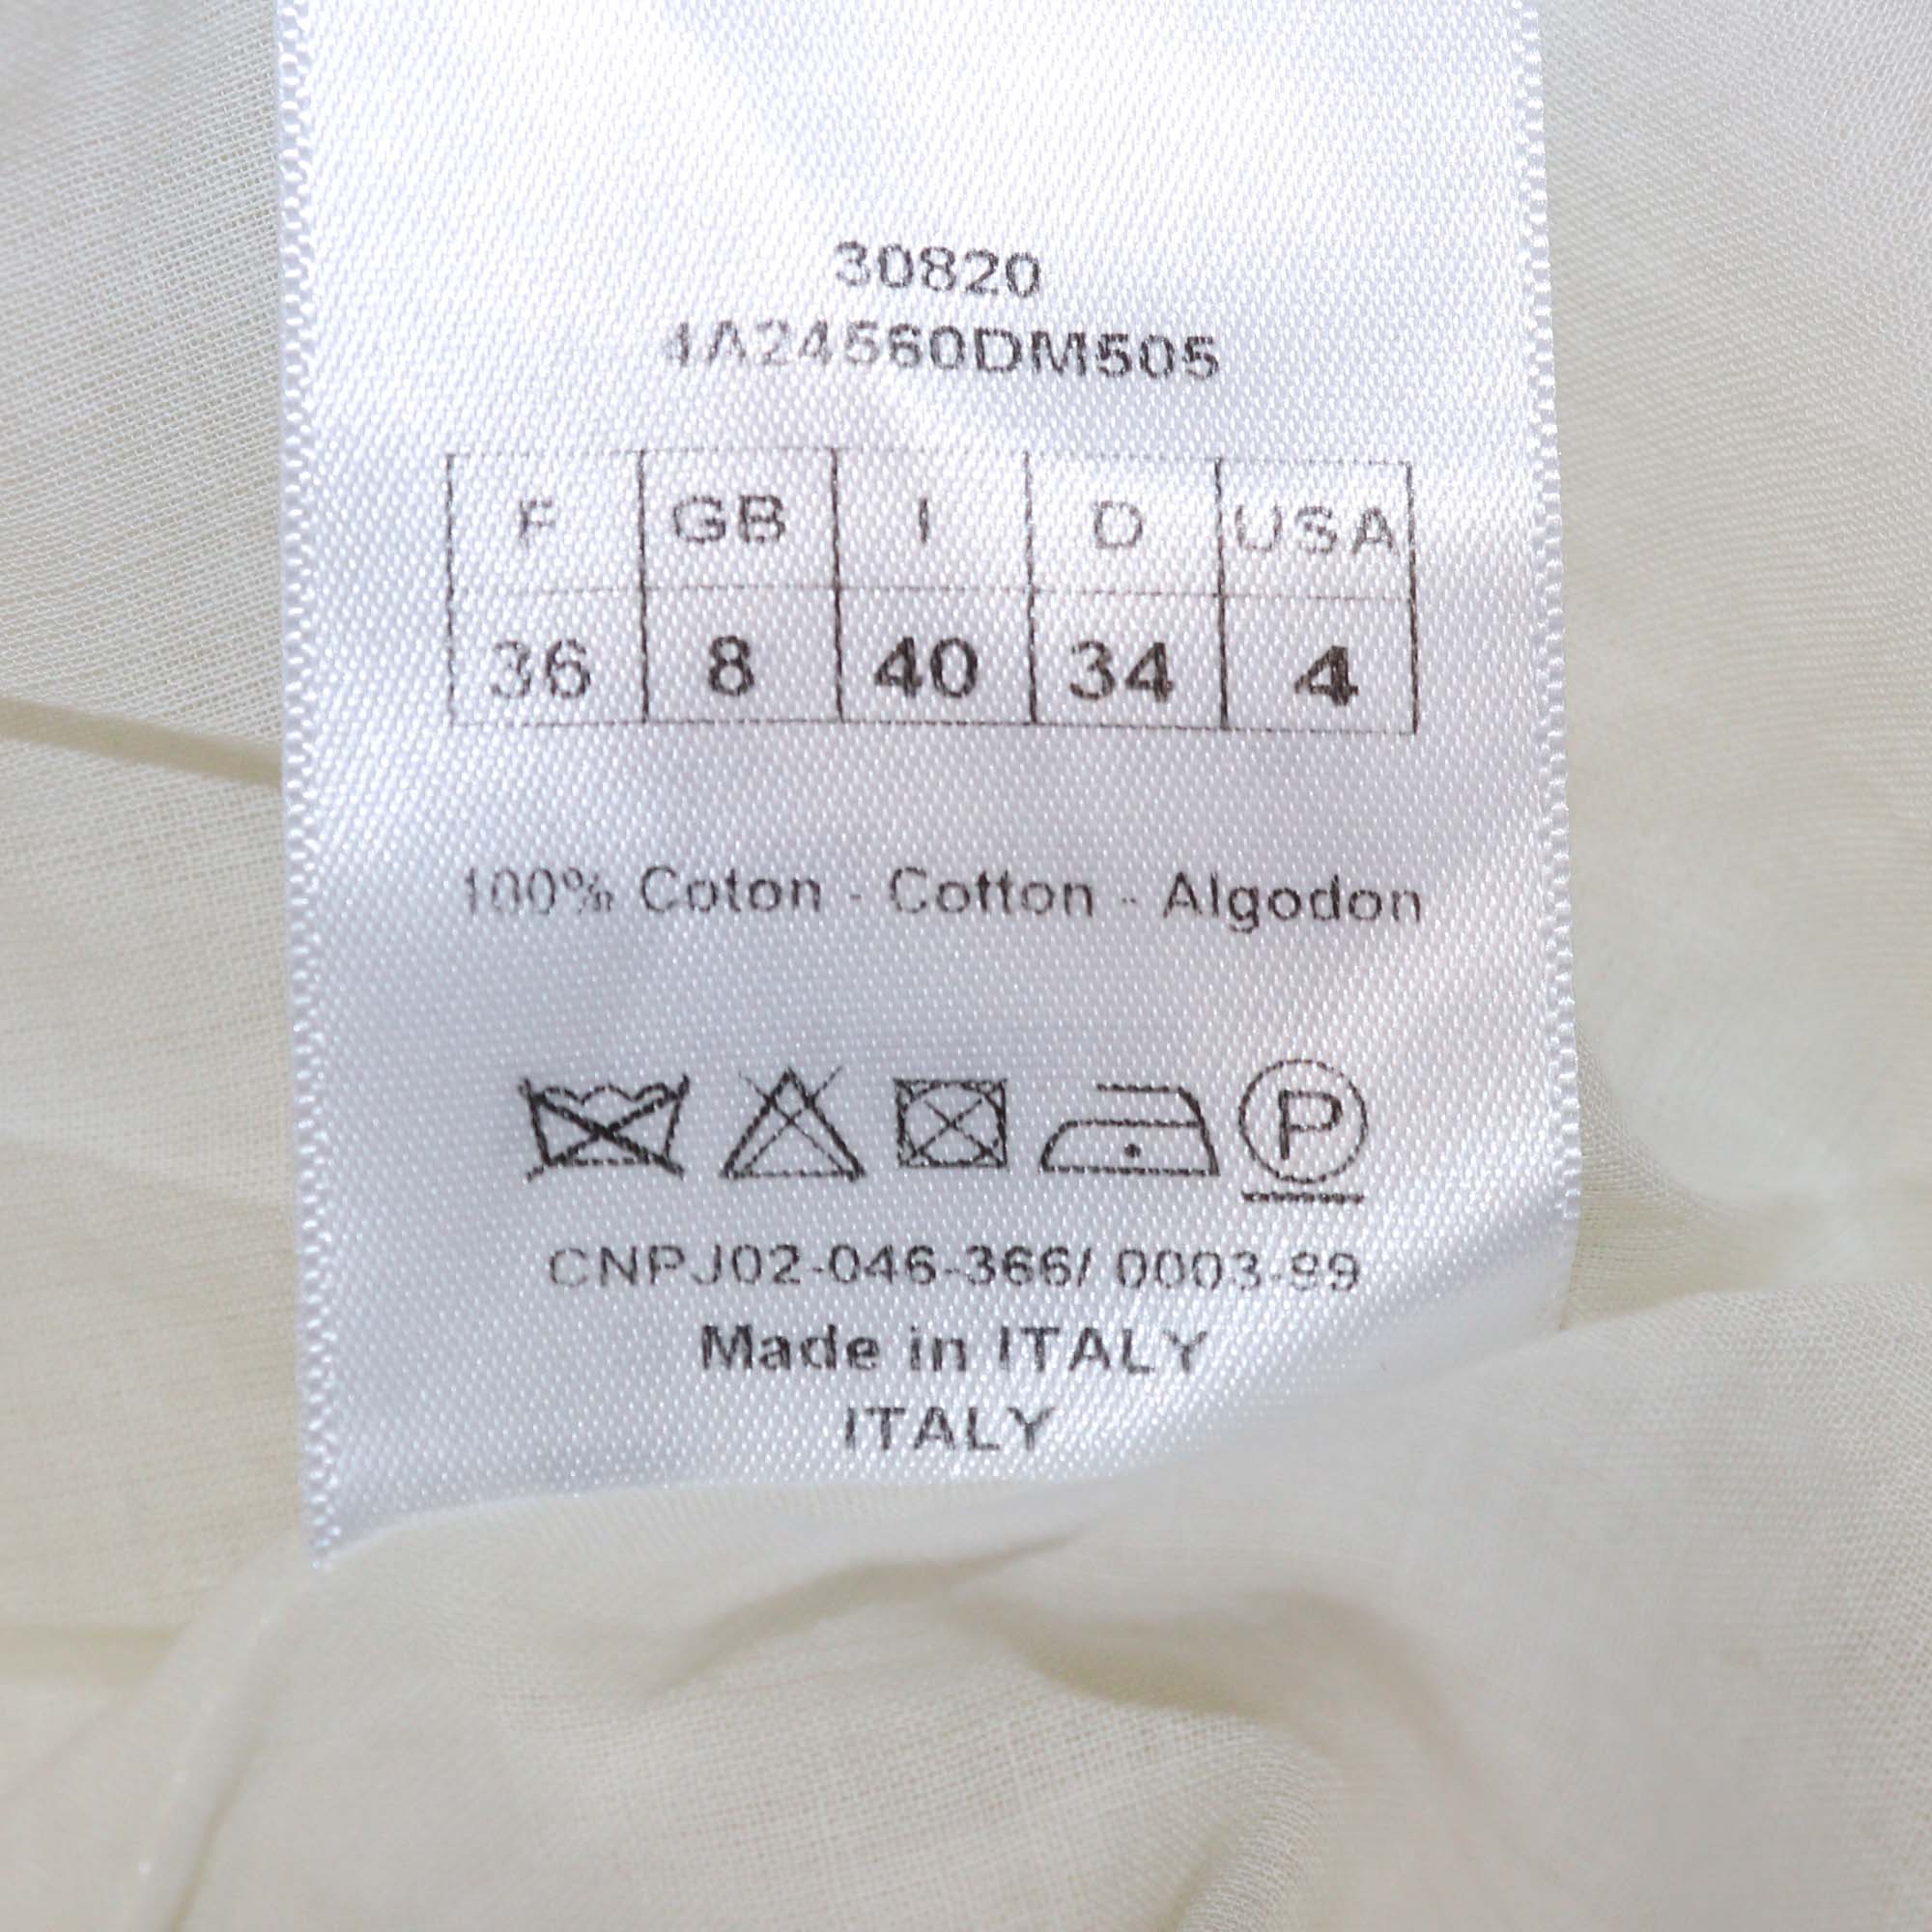 30820
4A24560DM505
F GB I D USA
36 8 40 34 4
100% Coton - Cotton - Algodon
P
CNPJ02-046-366/ 0003-99
Made in ITALY
ITALY